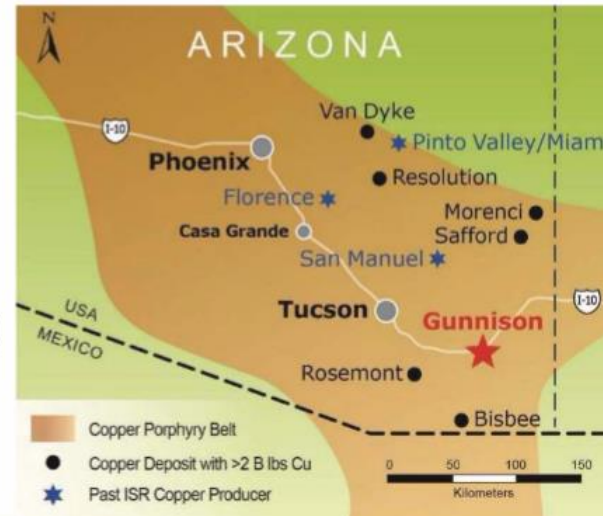 N
ARIZONA
Van Dyke
I-10
Pinto Valley/Miam
Phoenix
Resolution
Florence
Morenci
Casa Grande
Safford
San Manuel
I-10
Tucson
Gunnison
USA
MEXICO
Rosemont
Bisbee
Copper Porphyry Belt
Copper Deposit with >2 B lbs Cu
Past ISR Copper Producer
0 50 100 150
Kilometers